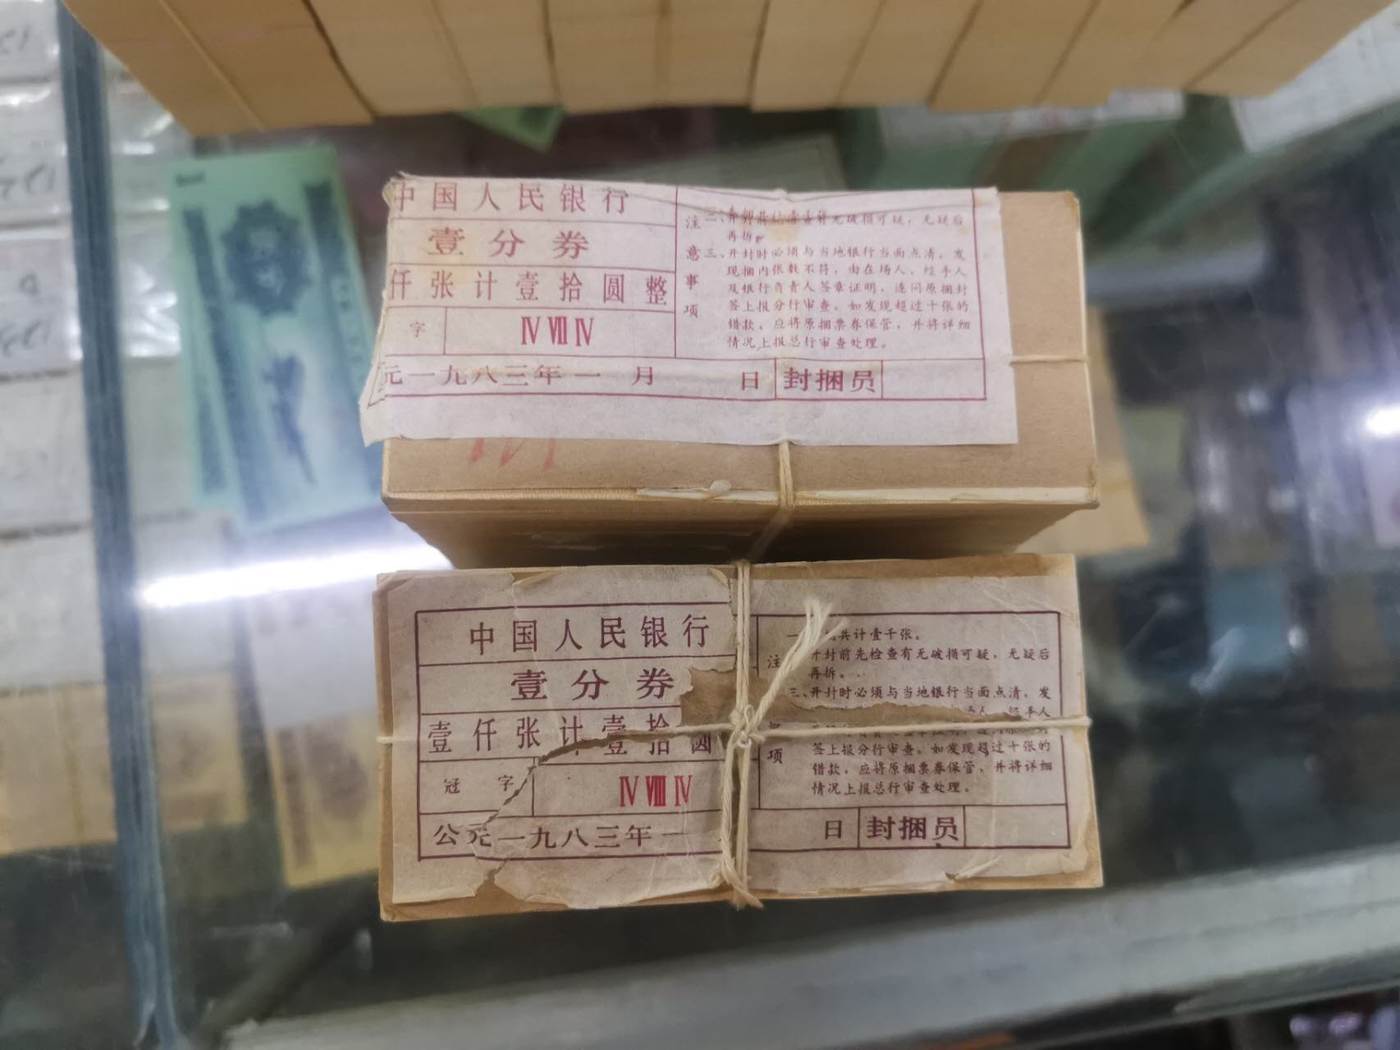 中国人民银行
壹分券
仟张计壹拾圆整
字 Ⅳ Ⅶ Ⅳ
元一九八三年一 月 日 封捆员
注意事项
无破损可疑，无疑后
再拆。
三、开封时必须与当地银行当面点清，发
现捆内张数不符，由在场人、经手人
及银行负责人签章证明，连同原捆封
签上报分行审查。如发现超过十张的
错款，应将原捆票券保管，并将详细
情况上报总行审查处理。
中国人民银行
壹分券
壹仟张计壹拾圆
冠字 Ⅳ Ⅷ Ⅳ
公元一九八三年一 日 封捆员
注 项
共计壹千张。
开封前先检查有无破损可疑，无疑后
再拆。
三、开封时必须与当地银行当面点清，发
签上报分行审查。如发现超过十张的
错款，应将原捆票券保管，并将详细
情况上报总行审查处理。